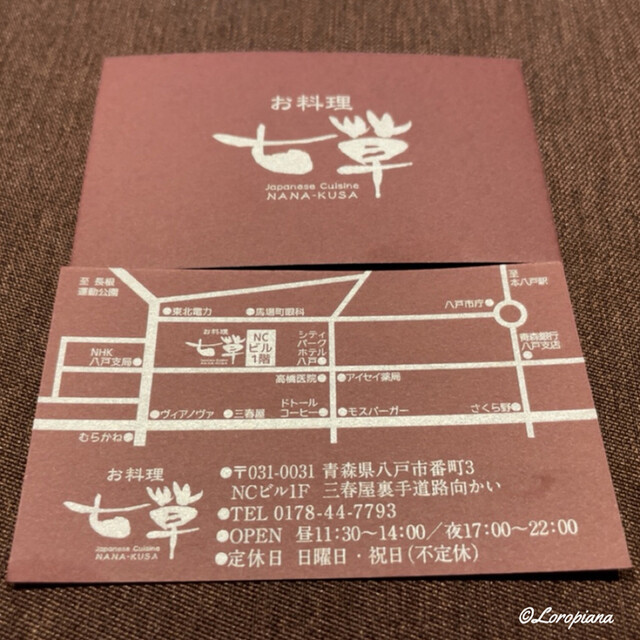 お料理
七草
Japanese Cuisine
NANA-KUSA
至 長根
運動公園
至
本八戸駅
八戸市庁
東北電力
馬場町眼科
お料理
七草
NC
ビル
1階
シティ
パーク
ホテル
八戸
青森銀行
八戸支店
NHK
八戸支局
高橋医院
アイセイ薬局
ヴィアノヴァ
三春屋
ドトール
コーヒー
モスバーガー
さくら野
むらかね
お料理
七草
Japanese Cuisine
NANA-KUSA
●〒031-0031 青森県八戸市番町3
NCビル1F 三春屋裏手道路向かい
●TEL 0178-44-7793
●OPEN 昼11:30〜14:00／夜17:00〜22:00
●定休日 日曜日・祝日(不定休)
©Loropiana